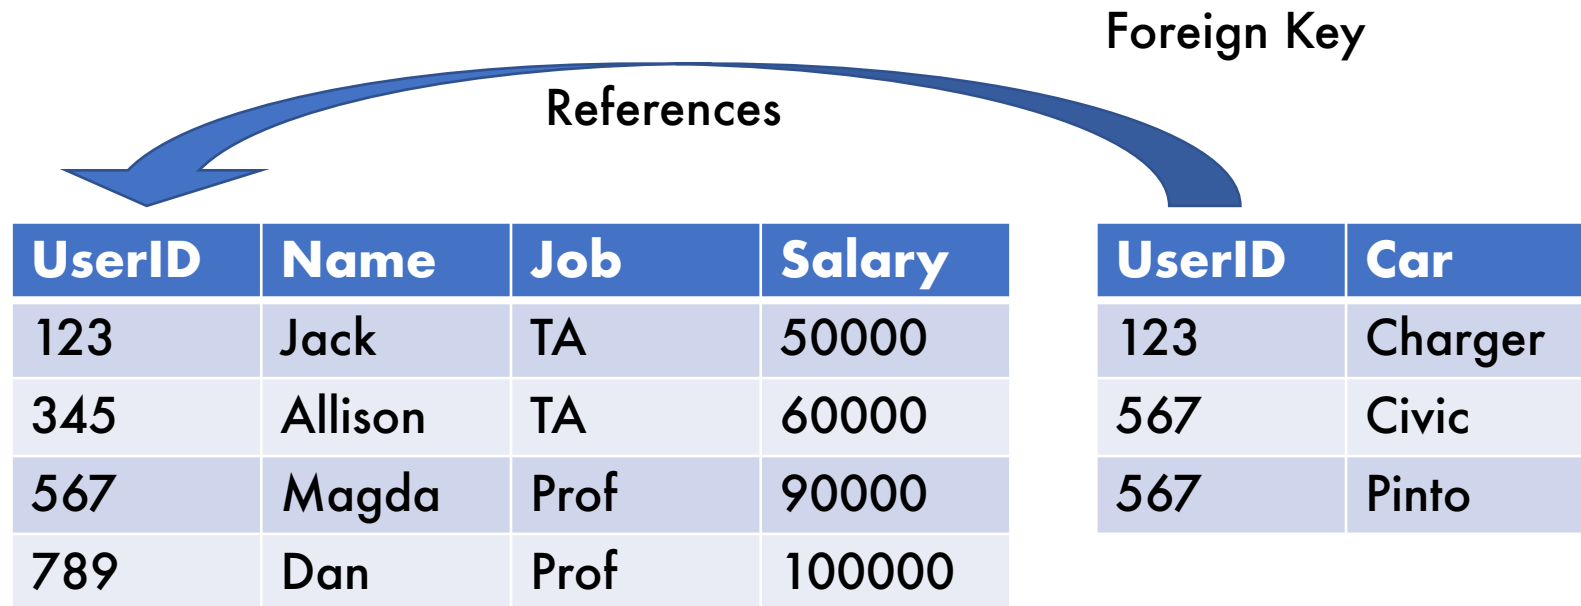 Foreign Key
References
UserID Name Job Salary
123 Jack TA 50000
345 Allison TA 60000
567 Magda Prof 90000
789 Dan Prof 100000
UserID Car
123 Charger
567 Civic
567 Pinto